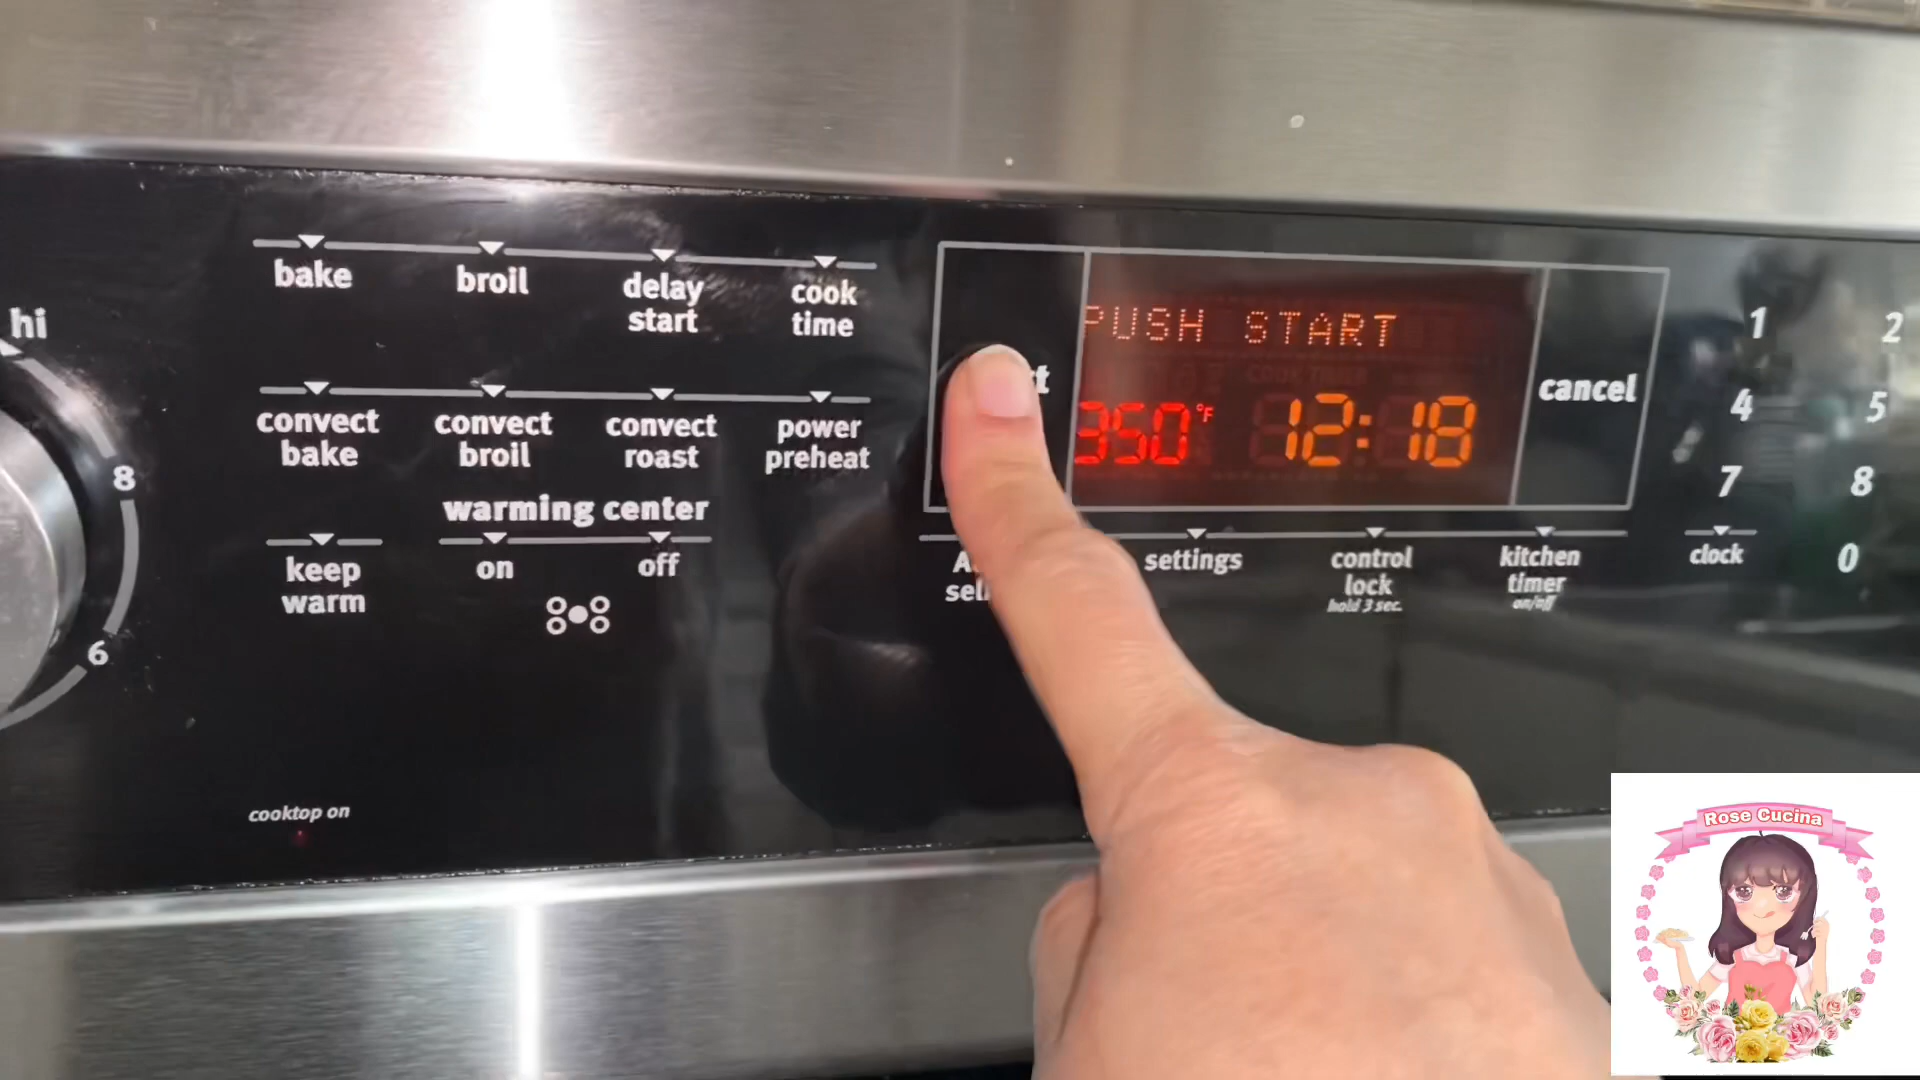 hi
8
6
bake
broil
delay
start
cook
time
convect
bake
convect
broil
convect
roast
power
preheat
warming center
keep
warm
on
off
cooktop on
PUSH START
350°F
12:18
cancel
settings
control
lock
hold 3 sec.
kitchen
timer
on/off
clock
1 2
4 5
7 8
0
Rose Cucina